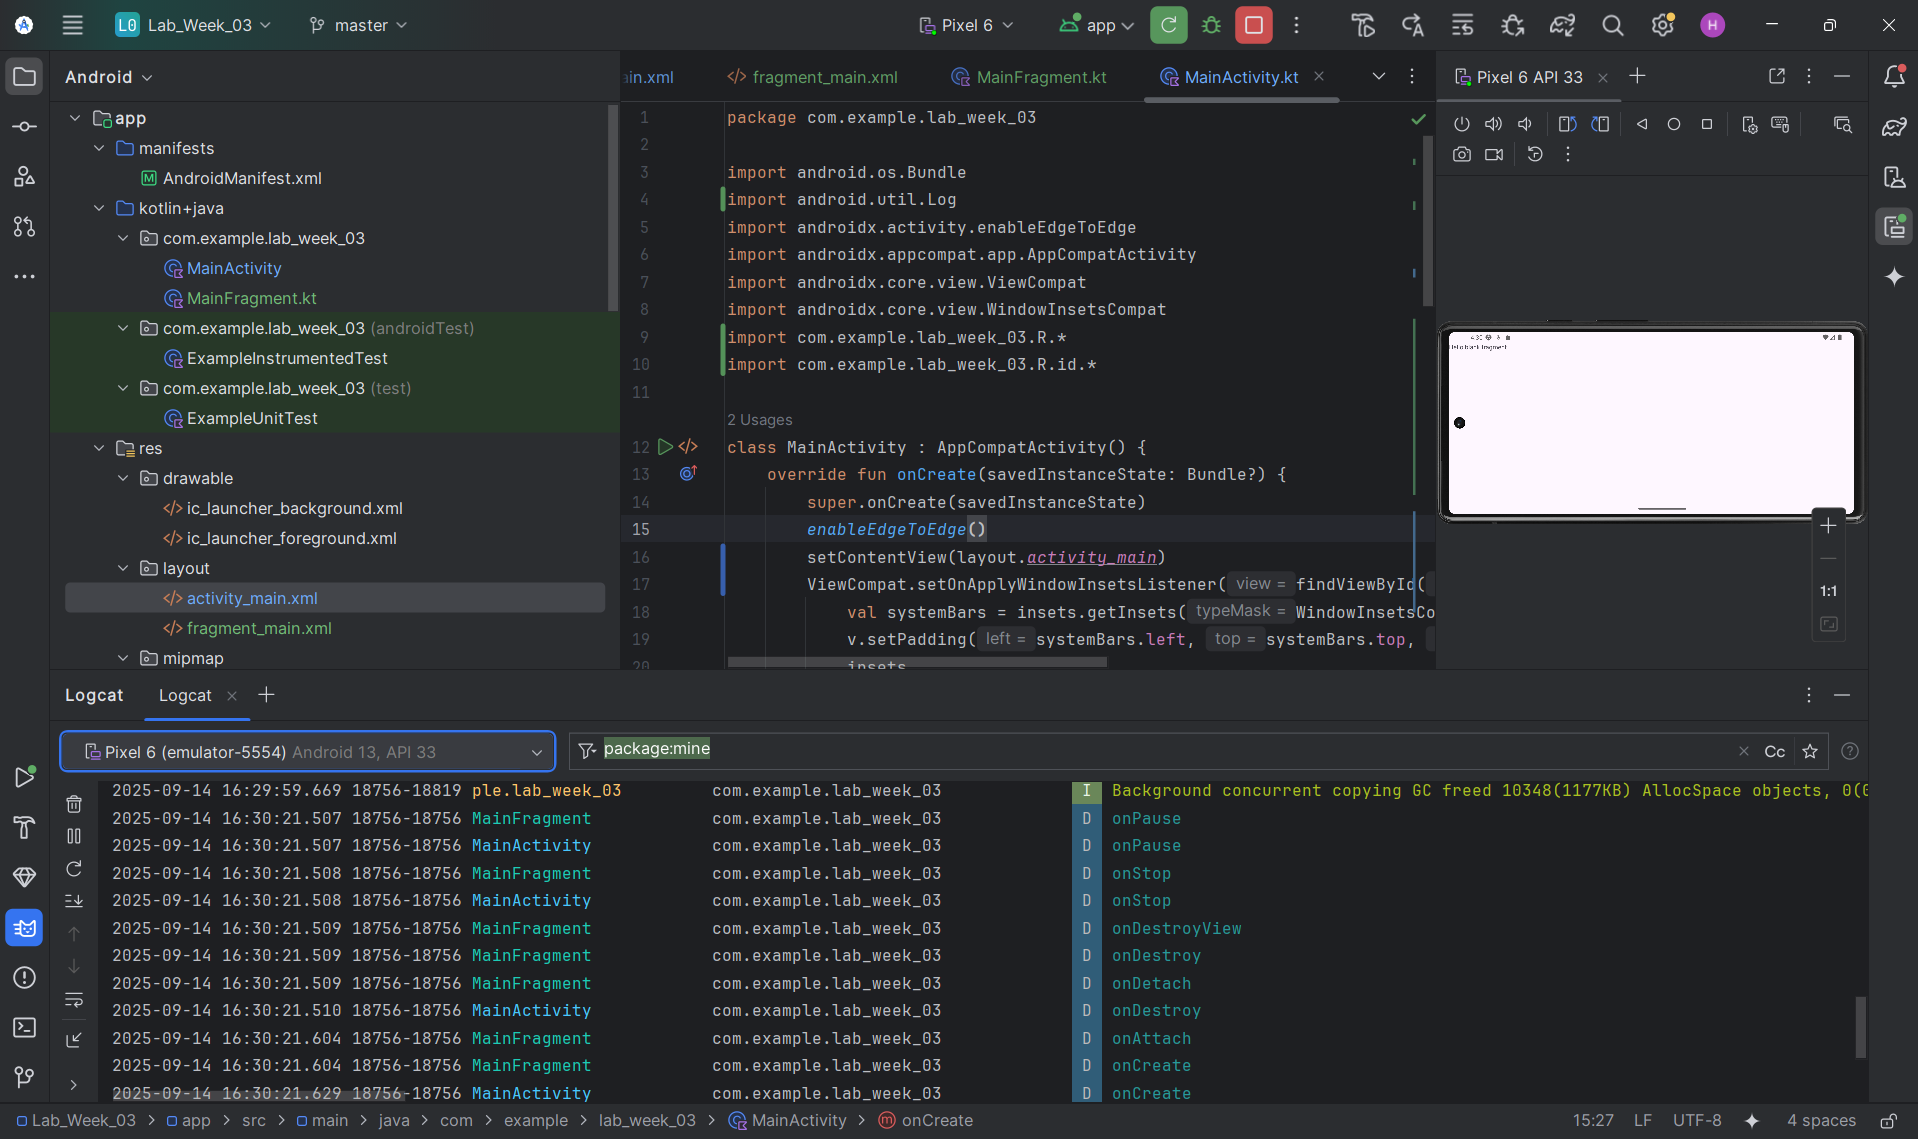 L0 Lab_Week_03 master Pixel 6 app H
Android
app
manifests
AndroidManifest.xml
kotlin+java
com.example.lab_week_03
MainActivity
MainFragment.kt
com.example.lab_week_03 (androidTest)
ExampleInstrumentedTest
com.example.lab_week_03 (test)
ExampleUnitTest
res
drawable
ic_launcher_background.xml
ic_launcher_foreground.xml
layout
activity_main.xml
fragment_main.xml
mipmap
ain.xml fragment_main.xml MainFragment.kt MainActivity.kt
1 package com.example.lab_week_03
2
3 import android.os.Bundle
4 import android.util.Log
5 import androidx.activity.enableEdgeToEdge
6 import androidx.appcompat.app.AppCompatActivity
7 import androidx.core.view.ViewCompat
8 import androidx.core.view.WindowInsetsCompat
9 import com.example.lab_week_03.R.*
10 import com.example.lab_week_03.R.id.*
11
2 Usages
12 class MainActivity : AppCompatActivity() {
13 override fun onCreate(savedInstanceState: Bundle?) {
14 super.onCreate(savedInstanceState)
15 enableEdgeToEdge()
16 setContentView(layout.activity_main)
17 ViewCompat.setOnApplyWindowInsetsListener( view = findViewById(
18 val systemBars = insets.getInsets( typeMask = WindowInsetsCo
19 v.setPadding( left = systemBars.left, top = systemBars.top,
20 insets
Pixel 6 API 33
4:30
Hello blank fragment
1:1
Logcat Logcat
Pixel 6 (emulator-5554) Android 13, API 33 package:mine Cc
2025-09-14 16:29:59.669 18756-18819 ple.lab_week_03 com.example.lab_week_03 I Background concurrent copying GC freed 10348(1177KB) AllocSpace objects, 0(0
2025-09-14 16:30:21.507 18756-18756 MainFragment com.example.lab_week_03 D onPause
2025-09-14 16:30:21.507 18756-18756 MainActivity com.example.lab_week_03 D onPause
2025-09-14 16:30:21.508 18756-18756 MainFragment com.example.lab_week_03 D onStop
2025-09-14 16:30:21.508 18756-18756 MainActivity com.example.lab_week_03 D onStop
2025-09-14 16:30:21.509 18756-18756 MainFragment com.example.lab_week_03 D onDestroyView
2025-09-14 16:30:21.509 18756-18756 MainFragment com.example.lab_week_03 D onDestroy
2025-09-14 16:30:21.509 18756-18756 MainFragment com.example.lab_week_03 D onDetach
2025-09-14 16:30:21.510 18756-18756 MainActivity com.example.lab_week_03 D onDestroy
2025-09-14 16:30:21.604 18756-18756 MainFragment com.example.lab_week_03 D onAttach
2025-09-14 16:30:21.604 18756-18756 MainFragment com.example.lab_week_03 D onCreate
2025-09-14 16:30:21.629 18756-18756 MainActivity com.example.lab_week_03 D onCreate
Lab_Week_03 > app > src > main > java > com > example > lab_week_03 > MainActivity > onCreate 15:27 LF UTF-8 4 spaces